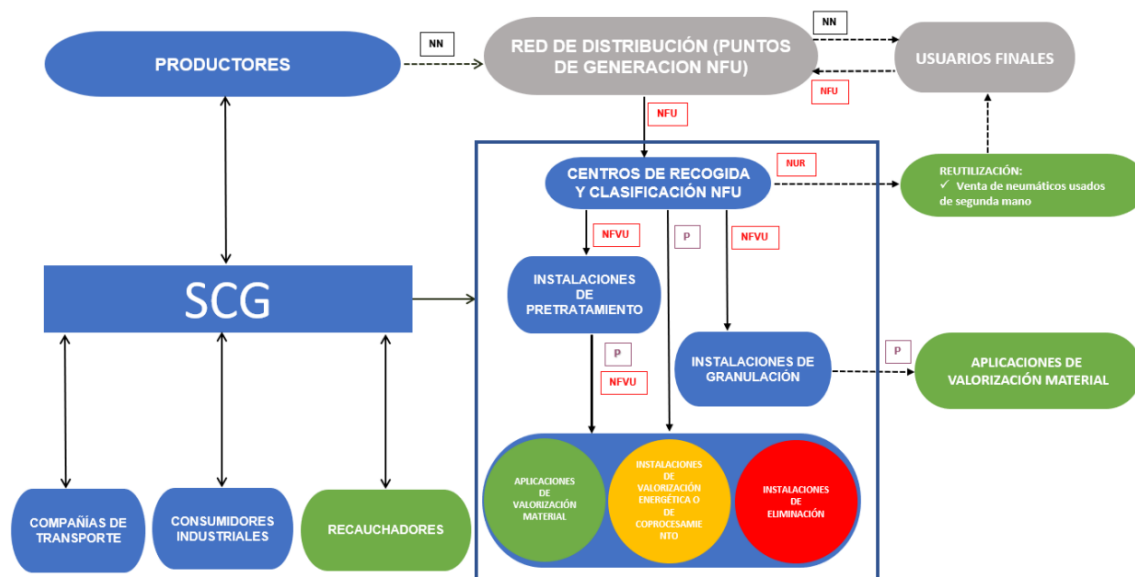 PRODUCTORES
NN
RED DE DISTRIBUCIÓN (PUNTOS
DE GENERACION NFU)
NN
NFU
USUARIOS FINALES
NFU
CENTROS DE RECOGIDA
Y CLASIFICACIÓN NFU
NUR
REUTILIZACIÓN:
✓ Venta de neumáticos usados
de segunda mano
NFVU
P
NFVU
SCG
INSTALACIONES
DE
PRETRATAMIENTO
P
NFVU
INSTALACIONES DE
GRANULACIÓN
P
APLICACIONES DE
VALORIZACIÓN MATERIAL
COMPAÑÍAS DE
TRANSPORTE
CONSUMIDORES
INDUSTRIALES
RECAUCHADORES
APLICACIONES
DE
VALORIZACIÓN
MATERIAL
INSTALACIONES
DE
VALORIZACIÓN
ENERGÉTICA O
DE
COPROCESAMIE
NTO
INSTALACIONES
DE
ELIMINACIÓN